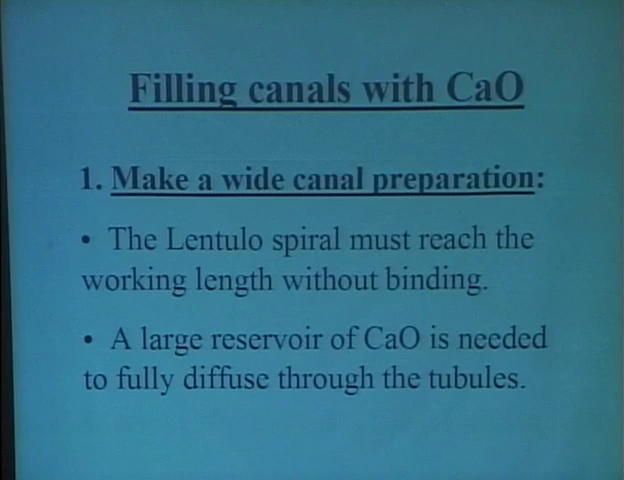 Filling canals with CaO
1. Make a wide canal preparation:
• The Lentulo spiral must reach the
working length without binding.
• A large reservoir of CaO is needed
to fully diffuse through the tubules.